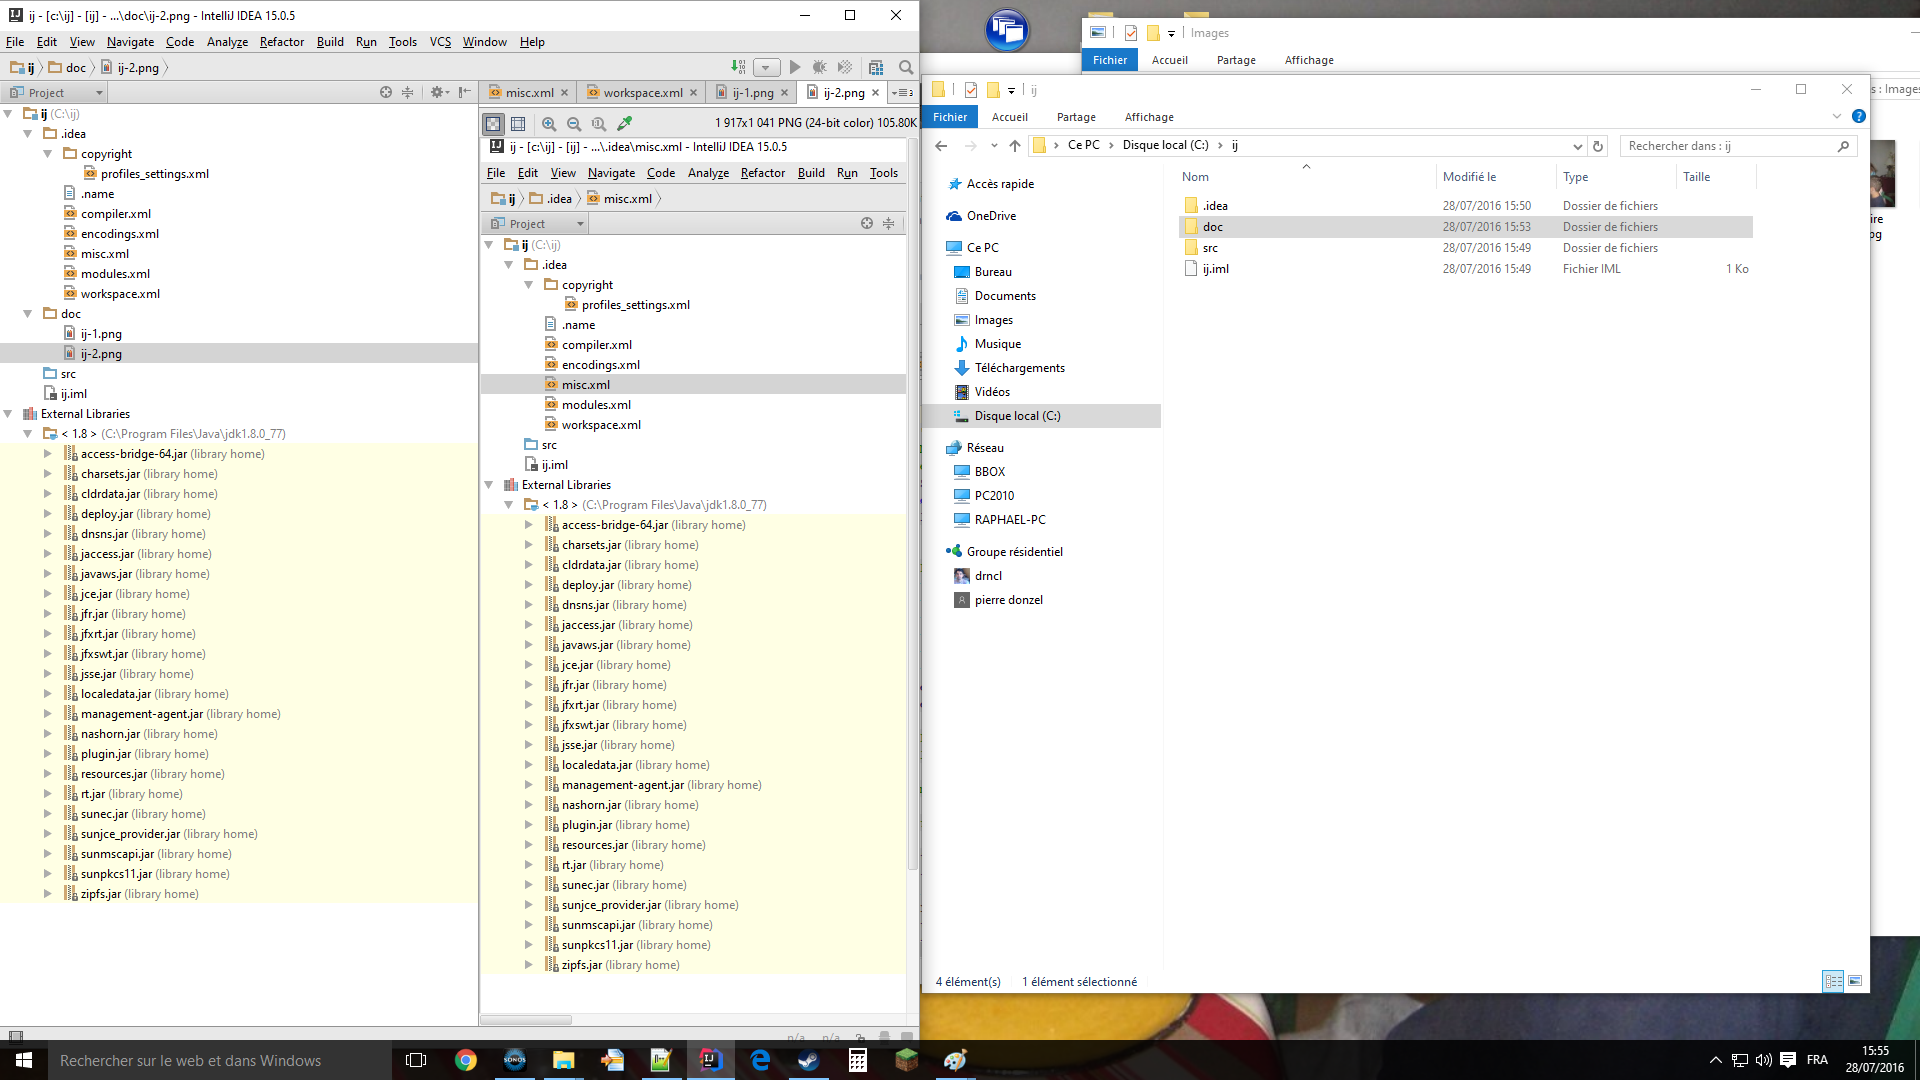 ij - [c:\ij] - [ij] - ...\doc\ij-2.png - IntelliJ IDEA 15.0.5
File Edit View Navigate Code Analyze Refactor Build Run Tools VCS Window Help
ij doc ij-2.png
Project
ij (C:\ij)
.idea
copyright
profiles_settings.xml
.name
compiler.xml
encodings.xml
misc.xml
modules.xml
workspace.xml
doc
ij-1.png
ij-2.png
src
ij.iml
External Libraries
< 1.8 > (C:\Program Files\Java\jdk1.8.0_77)
access-bridge-64.jar (library home)
charsets.jar (library home)
cldrdata.jar (library home)
deploy.jar (library home)
dnsns.jar (library home)
jaccess.jar (library home)
javaws.jar (library home)
jce.jar (library home)
jfr.jar (library home)
jfxrt.jar (library home)
jfxswt.jar (library home)
jsse.jar (library home)
localedata.jar (library home)
management-agent.jar (library home)
nashorn.jar (library home)
plugin.jar (library home)
resources.jar (library home)
rt.jar (library home)
sunec.jar (library home)
sunjce_provider.jar (library home)
sunmscapi.jar (library home)
sunpkcs11.jar (library home)
zipfs.jar (library home)
misc.xml workspace.xml ij-1.png ij-2.png
1 917x1 041 PNG (24-bit color) 105.80K
ij - [c:\ij] - [ij] - ...\.idea\misc.xml - IntelliJ IDEA 15.0.5
File Edit View Navigate Code Analyze Refactor Build Run Tools
ij .idea misc.xml
Project
ij (C:\ij)
.idea
copyright
profiles_settings.xml
.name
compiler.xml
encodings.xml
misc.xml
modules.xml
workspace.xml
src
ij.iml
External Libraries
< 1.8 > (C:\Program Files\Java\jdk1.8.0_77)
access-bridge-64.jar (library home)
charsets.jar (library home)
cldrdata.jar (library home)
deploy.jar (library home)
dnsns.jar (library home)
jaccess.jar (library home)
javaws.jar (library home)
jce.jar (library home)
jfr.jar (library home)
jfxrt.jar (library home)
jfxswt.jar (library home)
jsse.jar (library home)
localedata.jar (library home)
management-agent.jar (library home)
nashorn.jar (library home)
plugin.jar (library home)
resources.jar (library home)
rt.jar (library home)
sunec.jar (library home)
sunjce_provider.jar (library home)
sunmscapi.jar (library home)
sunpkcs11.jar (library home)
zipfs.jar (library home)
n/a n/a
Images
Fichier Accueil Partage Affichage
s : Images
ire
pg
ij
Fichier Accueil Partage Affichage
Ce PC Disque local (C:) ij
Rechercher dans : ij
Accès rapide
OneDrive
Ce PC
Bureau
Documents
Images
Musique
Téléchargements
Vidéos
Disque local (C:)
Réseau
BBOX
PC2010
RAPHAEL-PC
Groupe résidentiel
drncl
pierre donzel
Nom Modifié le Type Taille
.idea 28/07/2016 15:50 Dossier de fichiers
doc 28/07/2016 15:53 Dossier de fichiers
src 28/07/2016 15:49 Dossier de fichiers
ij.iml 28/07/2016 15:49 Fichier IML 1 Ko
4 élément(s) 1 élément sélectionné
Rechercher sur le web et dans Windows
SONOS
FRA
15:55
28/07/2016